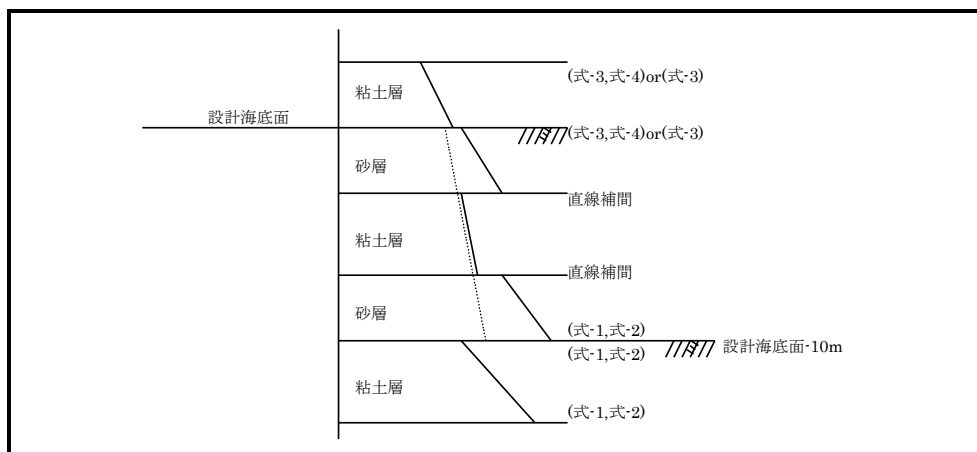 (式-3,式-4)or(式-3)
粘土層
設計海底面
(式-3,式-4)or(式-3)
砂層
直線補間
粘土層
直線補間
砂層
(式-1,式-2)
設計海底面-10m
(式-1,式-2)
粘土層
(式-1,式-2)